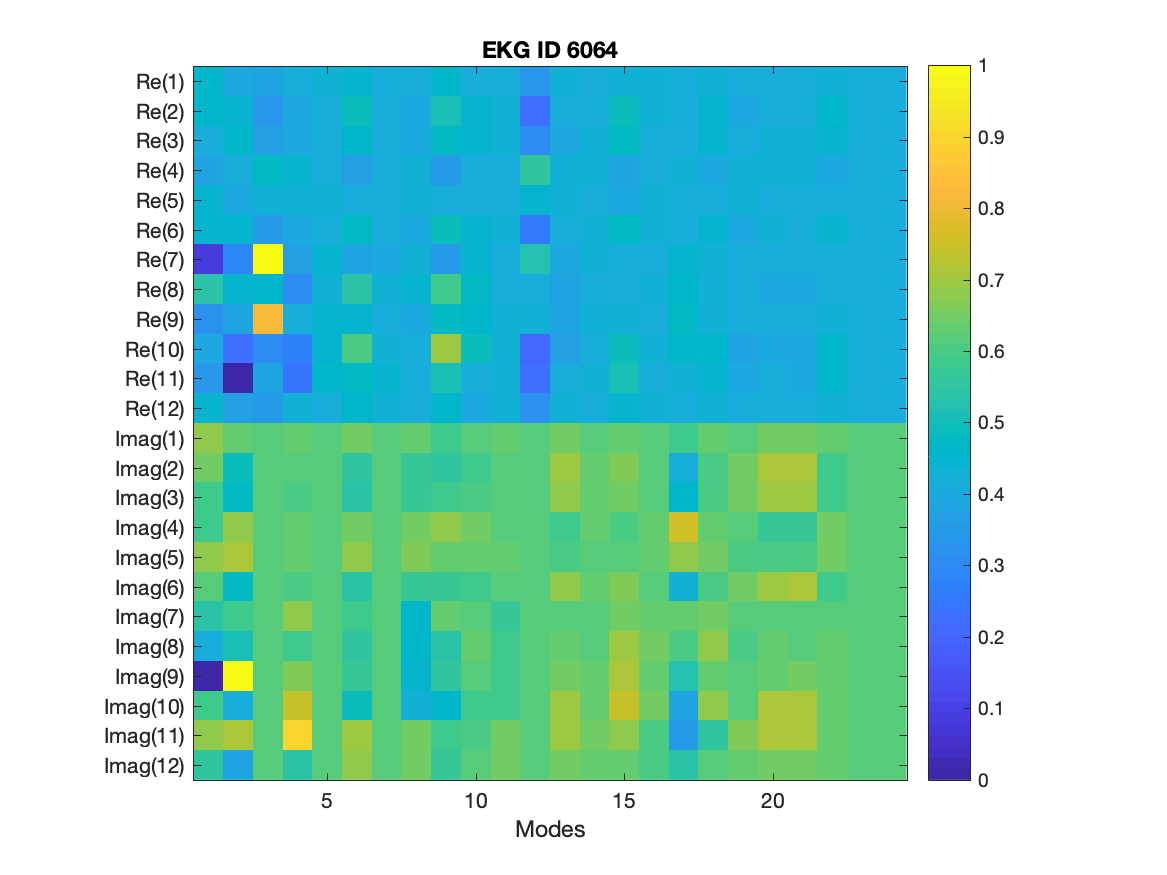 EKG ID 6064
Re(1)
Re(2)
Re(3)
Re(4)
Re(5)
Re(6)
Re(7)
Re(8)
Re(9)
Re(10)
Re(11)
Re(12)
Imag(1)
Imag(2)
Imag(3)
Imag(4)
Imag(5)
Imag(6)
Imag(7)
Imag(8)
Imag(9)
Imag(10)
Imag(11)
Imag(12)
5 10 15 20
Modes
1
0.9
0.8
0.7
0.6
0.5
0.4
0.3
0.2
0.1
0